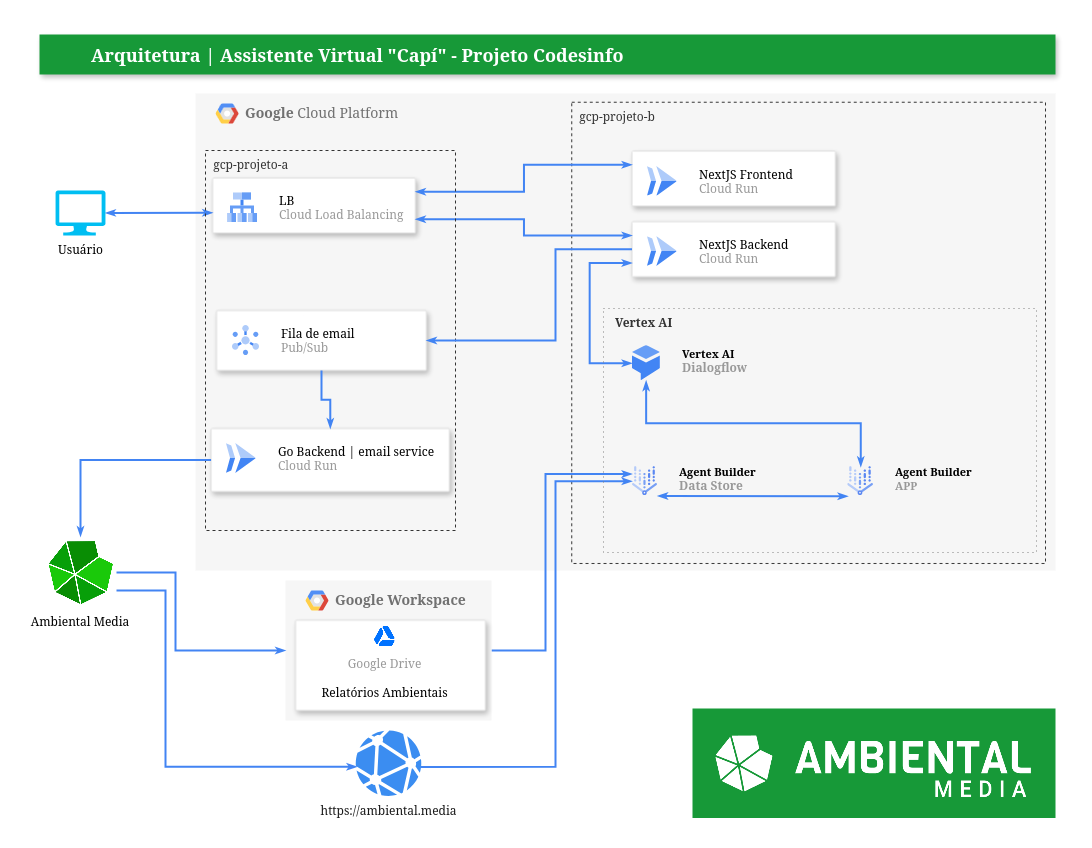 Arquitetura | Assistente Virtual "Capí" - Projeto Codesinfo
Google Cloud Platform
gcp-projeto-b
gcp-projeto-a
LB
Cloud Load Balancing
NextJS Frontend
Cloud Run
NextJS Backend
Cloud Run
Usuário
Fila de email
Pub/Sub
Vertex AI
Vertex AI
Dialogflow
Go Backend | email service
Cloud Run
Agent Builder
Data Store
Agent Builder
APP
Ambiental Media
Google Workspace
Google Drive
Relatórios Ambientais
https://ambiental.media
AMBIENTAL
MEDIA